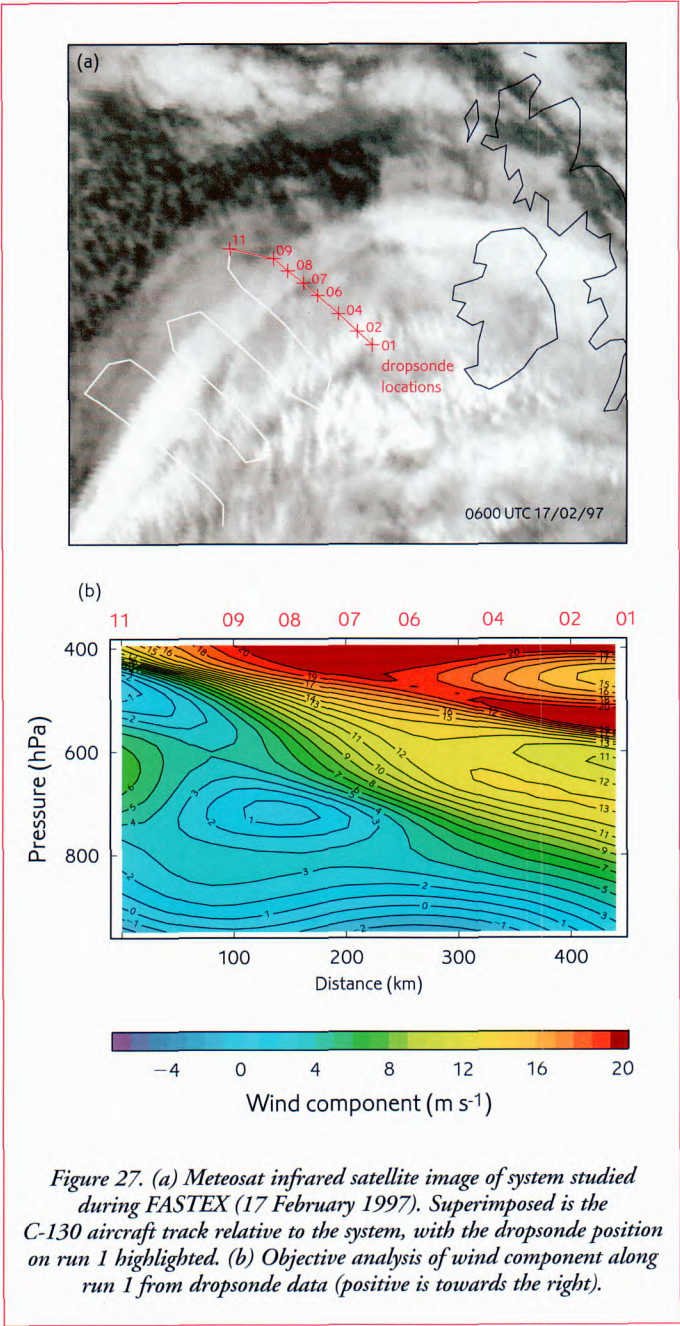 (a)
11
09
08
07
06
04
02
01
dropsonde
locations
0600 UTC 17/02/97
(b)
11 09 08 07 06 04 02 01
400
600
800
Pressure (hPa)
100 200 300 400
Distance (km)
−4 0 4 8 12 16 20
Wind component (m s-1)
Figure 27. (a) Meteosat infrared satellite image of system studied
during FASTEX (17 February 1997). Superimposed is the
C-130 aircraft track relative to the system, with the dropsonde position
on run 1 highlighted. (b) Objective analysis of wind component along
run 1 from dropsonde data (positive is towards the right).